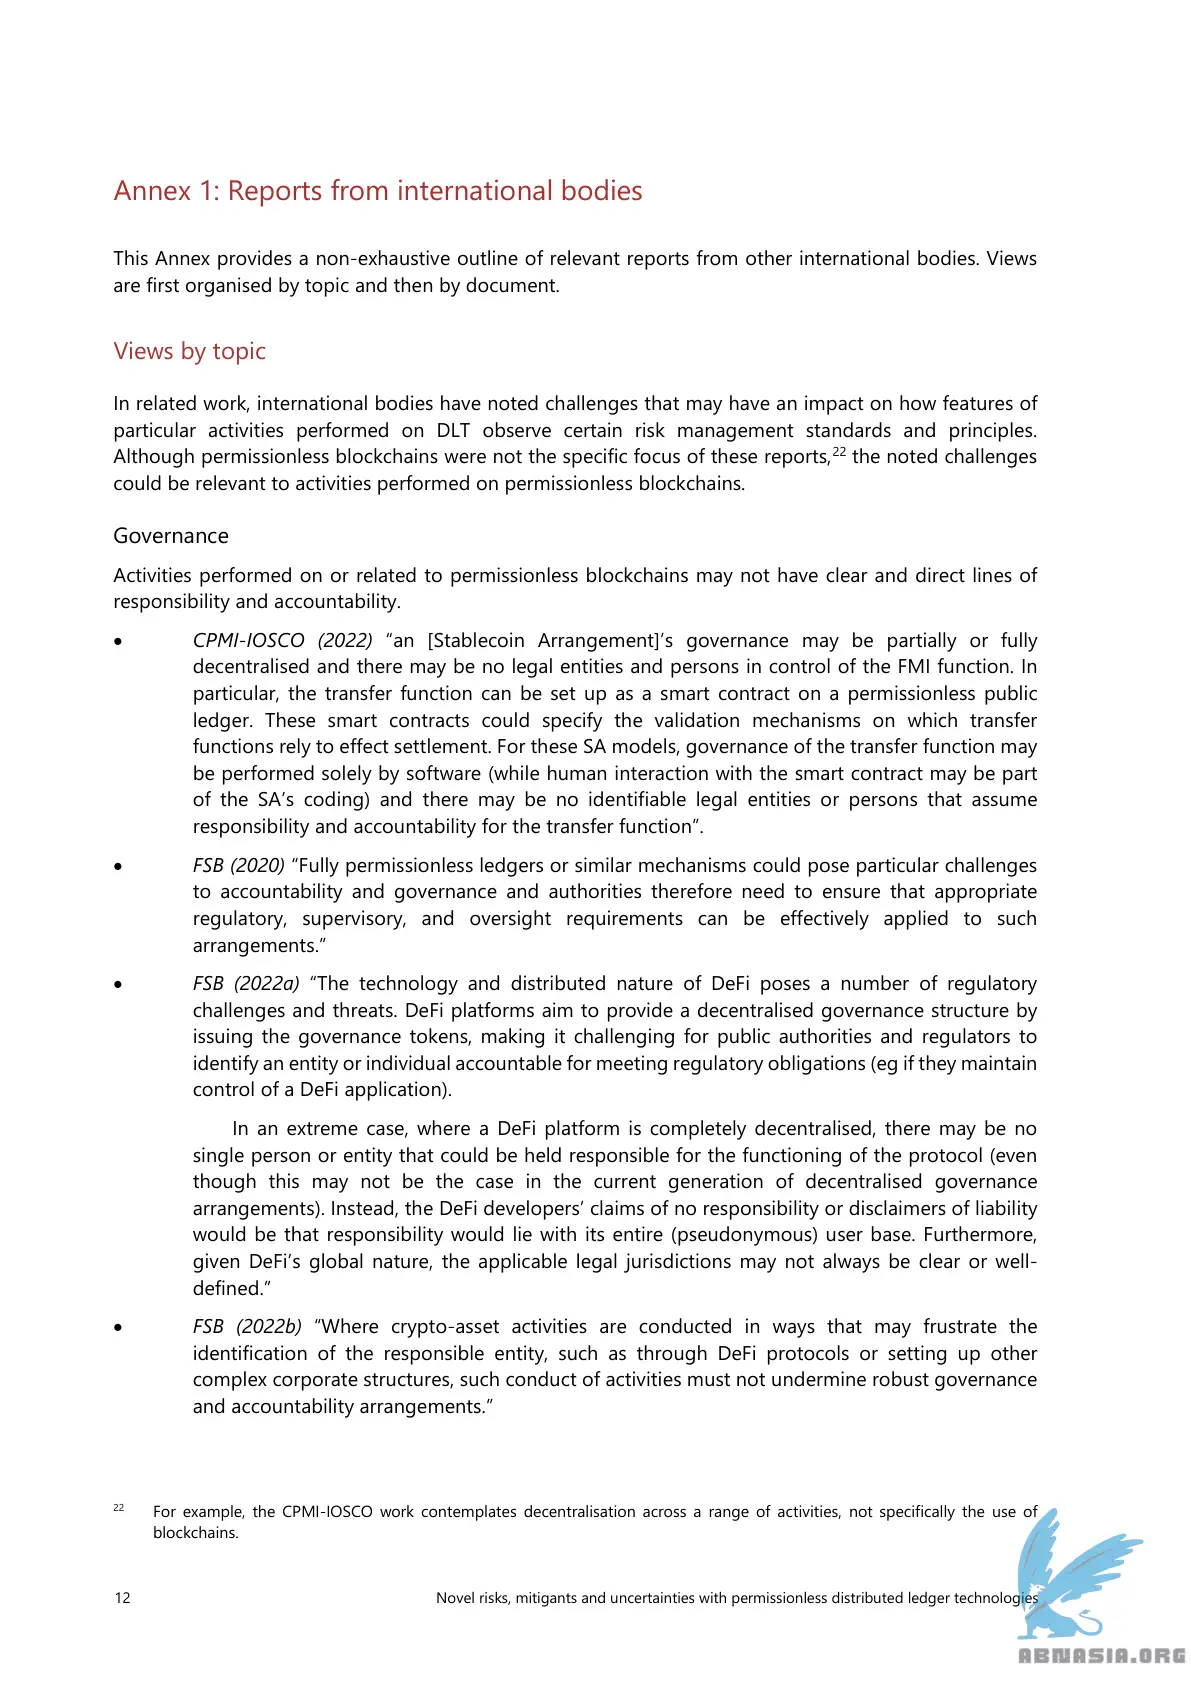 Annex 1: Reports from international bodies
This Annex provides a non-exhaustive outline of relevant reports from other international bodies. Views
are first organised by topic and then by document.
Views by topic
In related work, international bodies have noted challenges that may have an impact on how features of
particular activities performed on DLT observe certain risk management standards and principles.
Although permissionless blockchains were not the specific focus of these reports,22 the noted challenges
could be relevant to activities performed on permissionless blockchains.
Governance
Activities performed on or related to permissionless blockchains may not have clear and direct lines of
responsibility and accountability.
• CPMI-IOSCO (2022) “an [Stablecoin Arrangement]’s governance may be partially or fully
decentralised and there may be no legal entities and persons in control of the FMI function. In
particular, the transfer function can be set up as a smart contract on a permissionless public
ledger. These smart contracts could specify the validation mechanisms on which transfer
functions rely to effect settlement. For these SA models, governance of the transfer function may
be performed solely by software (while human interaction with the smart contract may be part
of the SA’s coding) and there may be no identifiable legal entities or persons that assume
responsibility and accountability for the transfer function”.
• FSB (2020) “Fully permissionless ledgers or similar mechanisms could pose particular challenges
to accountability and governance and authorities therefore need to ensure that appropriate
regulatory, supervisory, and oversight requirements can be effectively applied to such
arrangements.”
• FSB (2022a) “The technology and distributed nature of DeFi poses a number of regulatory
challenges and threats. DeFi platforms aim to provide a decentralised governance structure by
issuing the governance tokens, making it challenging for public authorities and regulators to
identify an entity or individual accountable for meeting regulatory obligations (eg if they maintain
control of a DeFi application).
In an extreme case, where a DeFi platform is completely decentralised, there may be no
single person or entity that could be held responsible for the functioning of the protocol (even
though this may not be the case in the current generation of decentralised governance
arrangements). Instead, the DeFi developers’ claims of no responsibility or disclaimers of liability
would be that responsibility would lie with its entire (pseudonymous) user base. Furthermore,
given DeFi’s global nature, the applicable legal jurisdictions may not always be clear or well-
defined.”
• FSB (2022b) “Where crypto-asset activities are conducted in ways that may frustrate the
identification of the responsible entity, such as through DeFi protocols or setting up other
complex corporate structures, such conduct of activities must not undermine robust governance
and accountability arrangements.”
22 For example, the CPMI-IOSCO work contemplates decentralisation across a range of activities, not specifically the use of
blockchains.
12 Novel risks, mitigants and uncertainties with permissionless distributed ledger technologies
ABNASIA.ORG